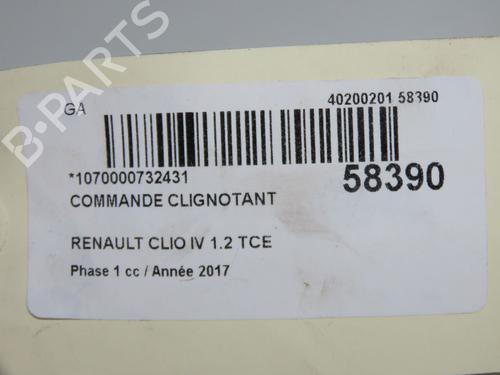 GA
40200201 58390
*1070000732431
58390
COMMANDE CLIGNOTANT
RENAULT CLIO IV 1.2 TCE
Phase 1 cc / Année 2017
B-PARTS